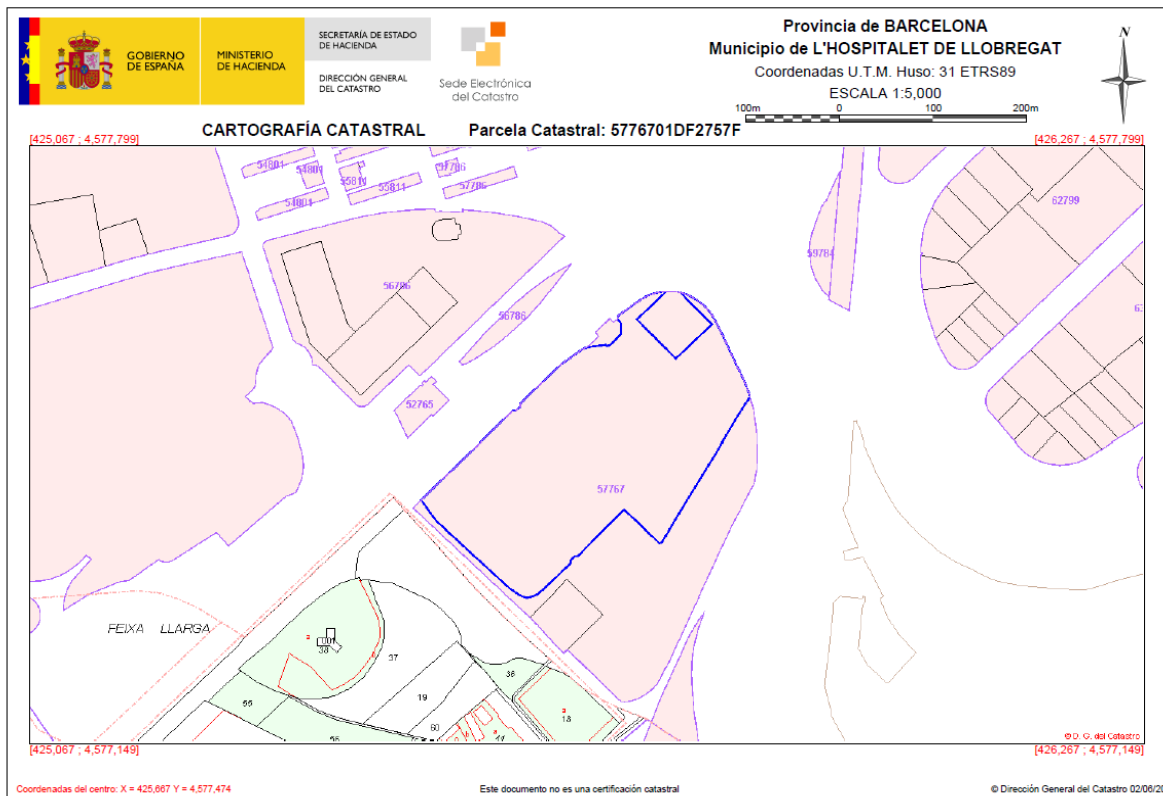 GOBIERNO
DE ESPAÑA
MINISTERIO
DE HACIENDA
SECRETARÍA DE ESTADO
DE HACIENDA
DIRECCIÓN GENERAL
DEL CATASTRO
Sede Electrónica
del Catastro
Provincia de BARCELONA
Municipio de L'HOSPITALET DE LLOBREGAT
Coordenadas U.T.M. Huso: 31 ETRS89
ESCALA 1:5,000
N
100m 0 100 200m
CARTOGRAFÍA CATASTRAL Parcela Catastral: 5776701DF2757F
[425,067 ; 4,577,799] [426,267 ; 4,577,799]
54801
54801
55811
57786
55811
57786
54801
62799
59784
56786
56786
52765
57767
FEIXA LLARGA
38
37
36
19
18
60
55
© D. G. del Catastro
[425,067 ; 4,577,149] [426,267 ; 4,577,149]
Coordenadas del centro: X = 425,667 Y = 4,577,474
Este documento no es una certificación catastral
© Dirección General del Catastro 02/06/20